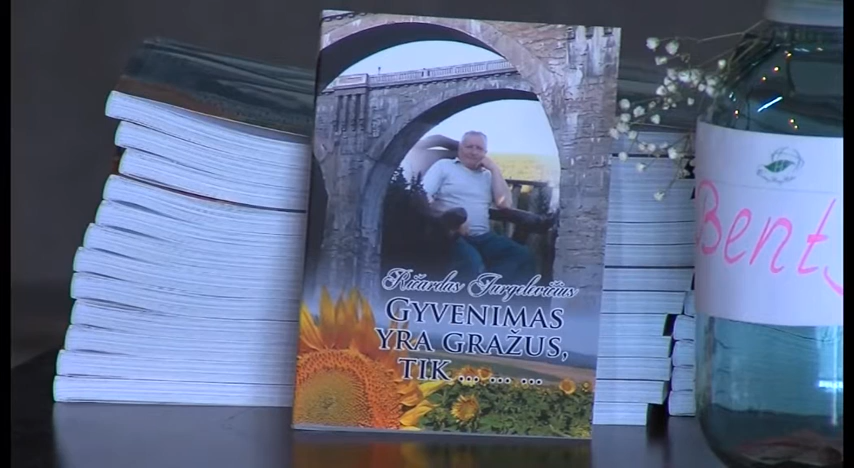 Ričardas Jurgelevičius
GYVENIMAS
YRA GRAŽUS,
TIK .... .. ... ... ....
Bent